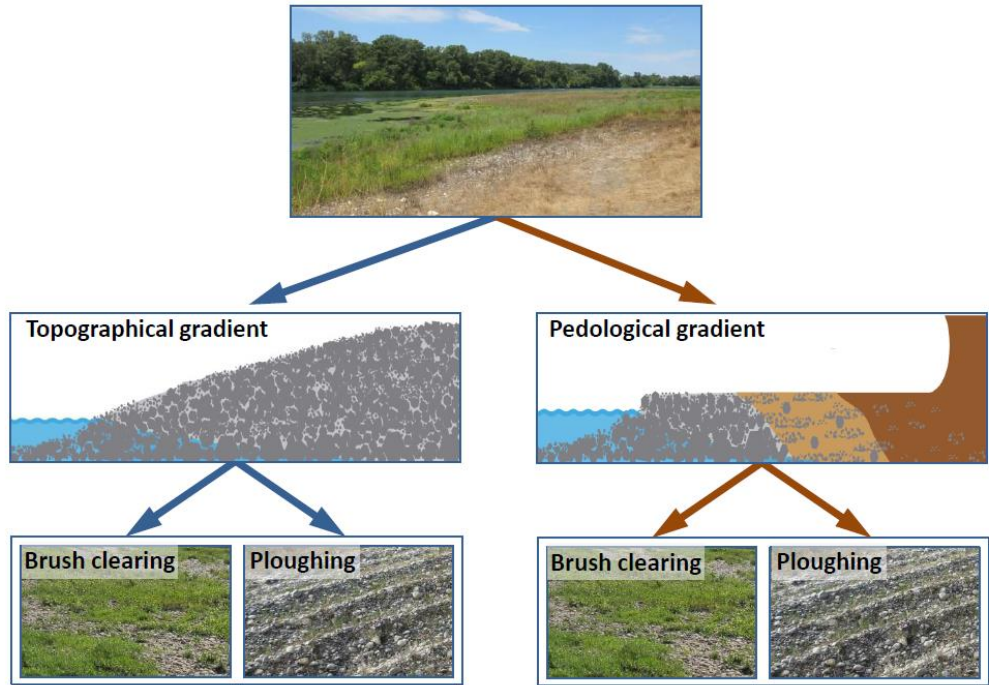 Topographical gradient
Pedological gradient
Brush clearing
Ploughing
Brush clearing
Ploughing